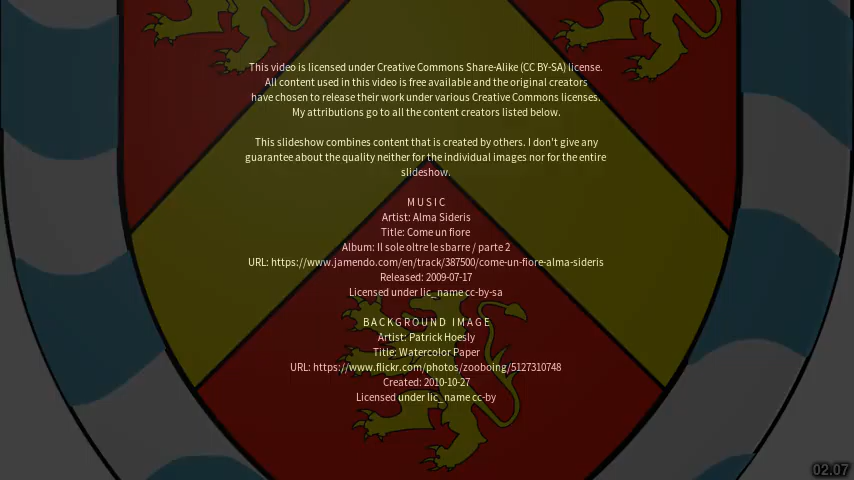 This video is licensed under Creative Commons Share-Alike (CC BY-SA) license.
All content used in this video is free available and the original creators
have chosen to release their work under various Creative Commons licenses.
My attributions go to all the content creators listed below.
This slideshow combines content that is created by others. I don't give any
guarantee about the quality neither for the individual images nor for the entire
slideshow.
MUSIC
Artist: Alma Sideris
Title: Come un fiore
Album: Il sole oltre le sbarre / parte 2
URL: https://www.jamendo.com/en/track/387500/come-un-fiore-alma-sideris
Released: 2009-07-17
Licensed under lic_name cc-by-sa
BACKGROUND IMAGE
Artist: Patrick Hoesly
Title: Watercolor Paper
URL: https://www.flickr.com/photos/zooboing/5127310748
Created: 2010-10-27
Licensed under lic_name cc-by
02.07